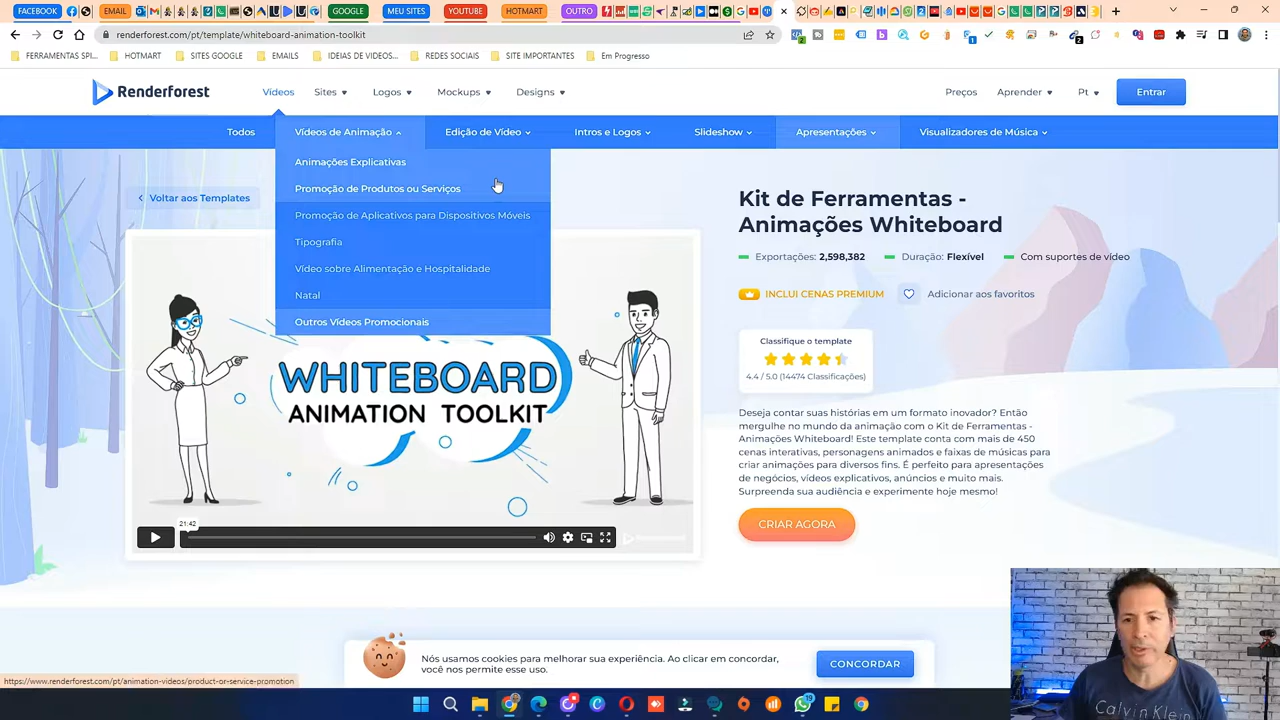 FACEBOOK
EMAIL
GOOGLE
MEU SITES
YOUTUBE
HOTMART
OUTRO
renderforest.com/pt/template/whiteboard-animation-toolkit
FERRAMENTAS SPI...
HOTMART
SITES GOOGLE
EMAILS
IDEIAS DE VIDEOS...
REDES SOCIAIS
SITE IMPORTANTES
Em Progresso
Renderforest
Vídeos
Sites
Logos
Mockups
Designs
Preços
Aprender
Pt
Entrar
Todos
Vídeos de Animação
Edição de Vídeo
Intros e Logos
Slideshow
Apresentações
Visualizadores de Música
Animações Explicativas
Promoção de Produtos ou Serviços
Promoção de Aplicativos para Dispositivos Móveis
Tipografia
Vídeo sobre Alimentação e Hospitalidade
Natal
Outros Vídeos Promocionais
Voltar aos Templates
WHITEBOARD
ANIMATION TOOLKIT
21:42
Kit de Ferramentas -
Animações Whiteboard
Exportações: 2,598,382
Duração: Flexível
Com suportes de vídeo
INCLUI CENAS PREMIUM
Adicionar aos favoritos
Classifique o template
4.4 / 5.0 (14474 Classificações)
Deseja contar suas histórias em um formato inovador? Então
mergulhe no mundo da animação com o Kit de Ferramentas -
Animações Whiteboard! Este template conta com mais de 450
cenas interativas, personagens animados e faixas de músicas para
criar animações para diversos fins. É perfeito para apresentações
de negócios, vídeos explicativos, anúncios e muito mais.
Surpreenda sua audiência e experimente hoje mesmo!
CRIAR AGORA
Nós usamos cookies para melhorar sua experiência. Ao clicar em concordar,
você nos permite esse uso.
CONCORDAR
https://www.renderforest.com/pt/animation-videos/product-or-service-promotion
Calvin Klein